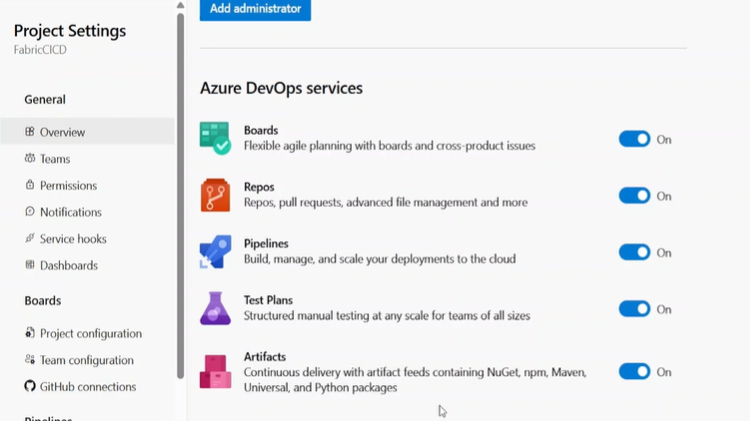 Project Settings
FabricCICD
General
Overview
Teams
Permissions
Notifications
Service hooks
Dashboards
Boards
Project configuration
Team configuration
GitHub connections
Pipelines
Add administrator
Azure DevOps services
Boards
Flexible agile planning with boards and cross-product issues
On
Repos
Repos, pull requests, advanced file management and more
On
Pipelines
Build, manage, and scale your deployments to the cloud
On
Test Plans
Structured manual testing at any scale for teams of all sizes
On
Artifacts
Continuous delivery with artifact feeds containing NuGet, npm, Maven,
Universal, and Python packages
On